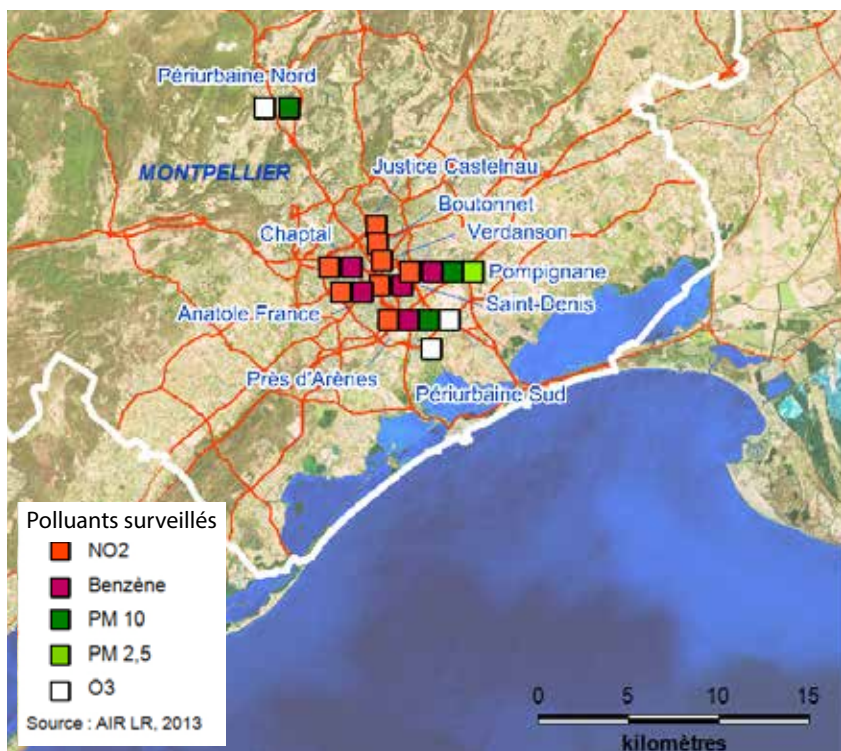 Périurbaine Nord
MONTPELLIER
Justice Castelnau
Boutonnet
Chaptal
Verdanson
Pompignane
Saint-Denis
Anatole France
Près d'Arènes
Périurbaine Sud
Polluants surveillés
NO2
Benzène
PM 10
PM 2,5
O3
Source : AIR LR, 2013
0 5 10 15
kilomètres